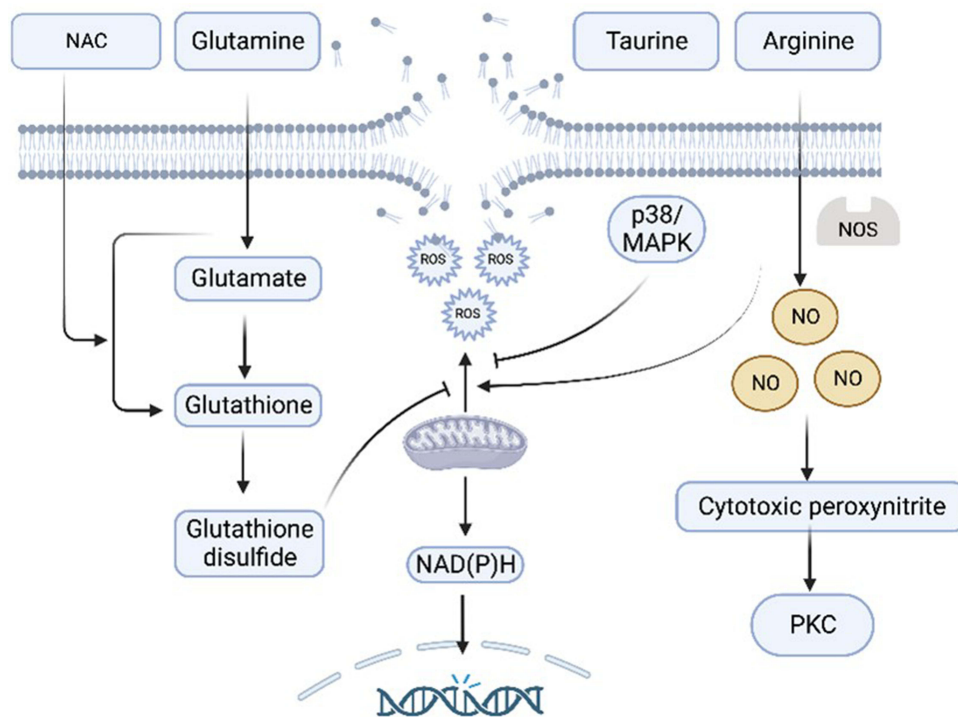 NAC
Glutamine
Taurine
Arginine
p38/
MAPK
NOS
ROS
ROS
ROS
Glutamate
NO
NO
NO
Glutathione
Cytotoxic peroxynitrite
Glutathione
disulfide
NAD(P)H
PKC